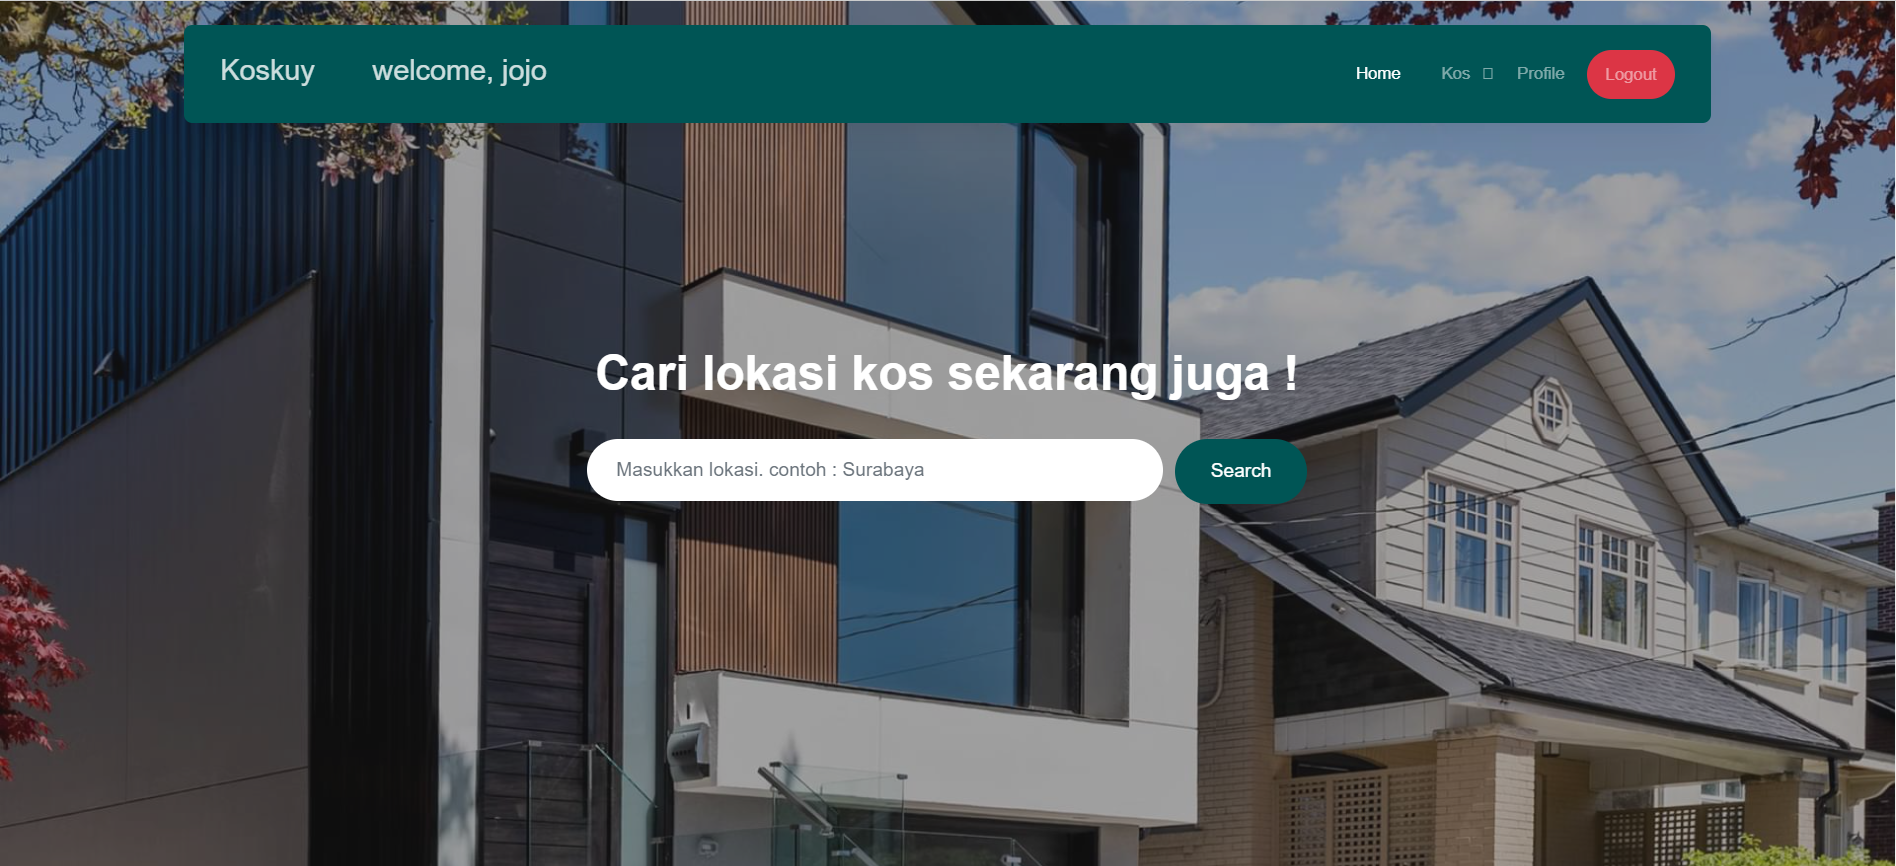 Koskuy welcome, jojo Home Kos Profile Logout
Cari lokasi kos sekarang juga !
Masukkan lokasi. contoh : Surabaya Search